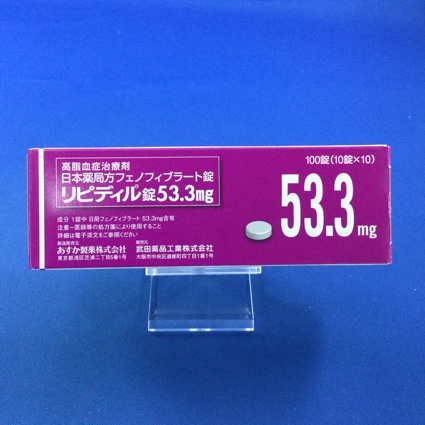 高脂血症治療剤
日本薬局方フェノフィブラート錠
リピディル®錠53.3mg
成分 1錠中 日局フェノフィブラート 53.3mg含有
注意−医師等の処方箋により使用すること
詳細は電子添文をご参照ください
製造販売元
あすか製薬株式会社
東京都港区芝浦二丁目5番1号
販売元
武田薬品工業株式会社
大阪市中央区道修町四丁目1番1号
100錠(10錠×10)
53.3mg